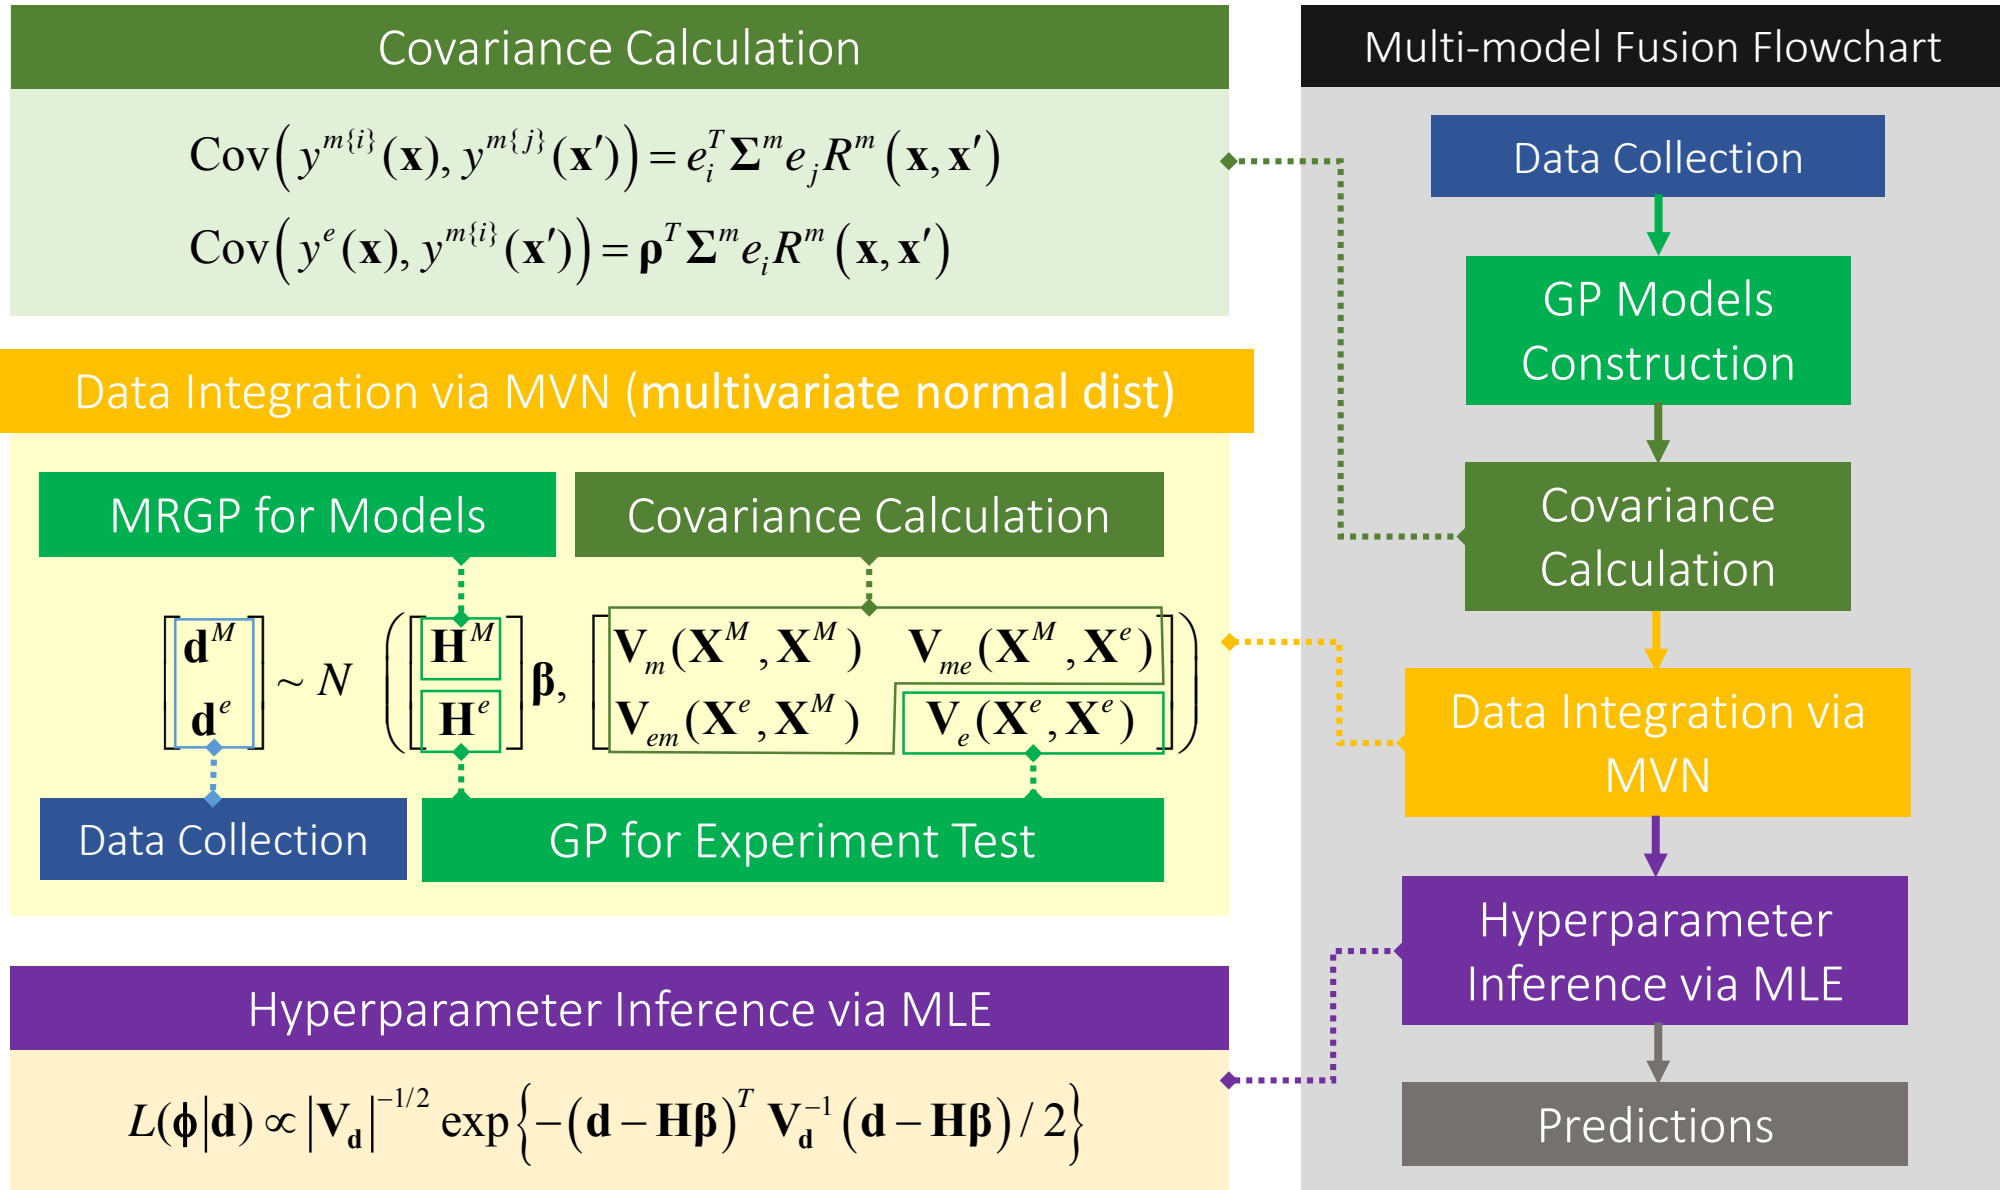 Covariance Calculation
Cov(y^{m{i}}(x), y^{m{j}}(x′)) = e_i^T Σ^m e_j R^m (x, x′)
Cov(y^e(x), y^{m{i}}(x′)) = ρ^T Σ^m e_i R^m (x, x′)
Data Integration via MVN (multivariate normal dist)
MRGP for Models
Covariance Calculation
[d^M d^e] ~ N ([H^M H^e] β, [V_m(X^M, X^M) V_me(X^M, X^e) V_em(X^e, X^M) V_e(X^e, X^e)])
Data Collection
GP for Experiment Test
Hyperparameter Inference via MLE
L(ϕ|d) ∝ |V_d|^{−1/2} exp{−(d − Hβ)^T V_d^{−1} (d − Hβ) / 2}
Multi-model Fusion Flowchart
Data Collection
GP Models
Construction
Covariance
Calculation
Data Integration via
MVN
Hyperparameter
Inference via MLE
Predictions